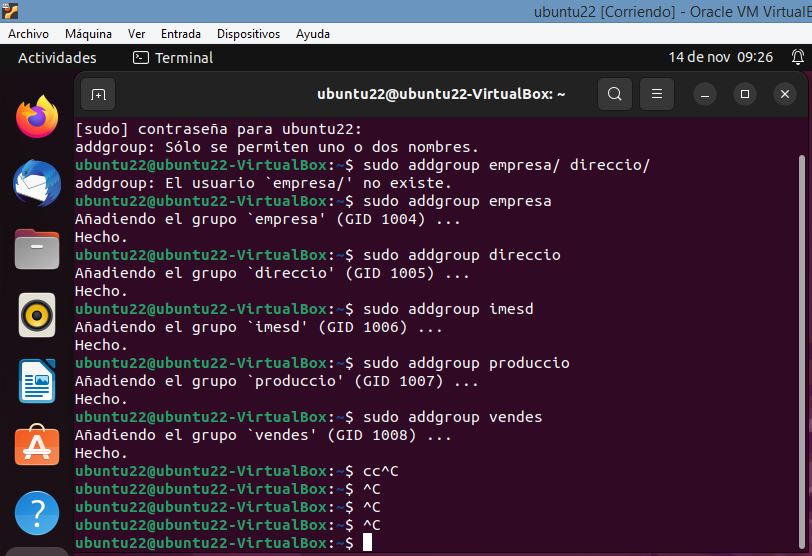 ubuntu22 [Corriendo] - Oracle VM VirtualB
Archivo Máquina Ver Entrada Dispositivos Ayuda
Actividades Terminal 14 de nov 09:26
ubuntu22@ubuntu22-VirtualBox: ~
[sudo] contraseña para ubuntu22:
addgroup: Sólo se permiten uno o dos nombres.
ubuntu22@ubuntu22-VirtualBox:~$ sudo addgroup empresa/ direccio/
addgroup: El usuario `empresa/' no existe.
ubuntu22@ubuntu22-VirtualBox:~$ sudo addgroup empresa
Añadiendo el grupo `empresa' (GID 1004) ...
Hecho.
ubuntu22@ubuntu22-VirtualBox:~$ sudo addgroup direccio
Añadiendo el grupo `direccio' (GID 1005) ...
Hecho.
ubuntu22@ubuntu22-VirtualBox:~$ sudo addgroup imesd
Añadiendo el grupo `imesd' (GID 1006) ...
Hecho.
ubuntu22@ubuntu22-VirtualBox:~$ sudo addgroup produccio
Añadiendo el grupo `produccio' (GID 1007) ...
Hecho.
ubuntu22@ubuntu22-VirtualBox:~$ sudo addgroup vendes
Añadiendo el grupo `vendes' (GID 1008) ...
Hecho.
ubuntu22@ubuntu22-VirtualBox:~$ cc^C
ubuntu22@ubuntu22-VirtualBox:~$ ^C
ubuntu22@ubuntu22-VirtualBox:~$ ^C
ubuntu22@ubuntu22-VirtualBox:~$ ^C
ubuntu22@ubuntu22-VirtualBox:~$